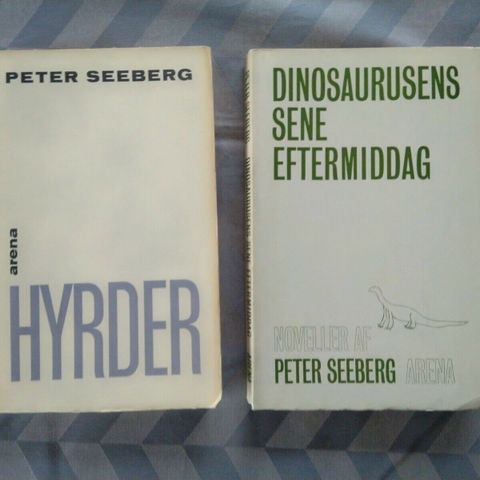 PETER SEEBERG
arena
HYRDER
DINOSAURUSENS
SENE
EFTERMIDDAG
NOVELLER AF
PETER SEEBERG ARENA